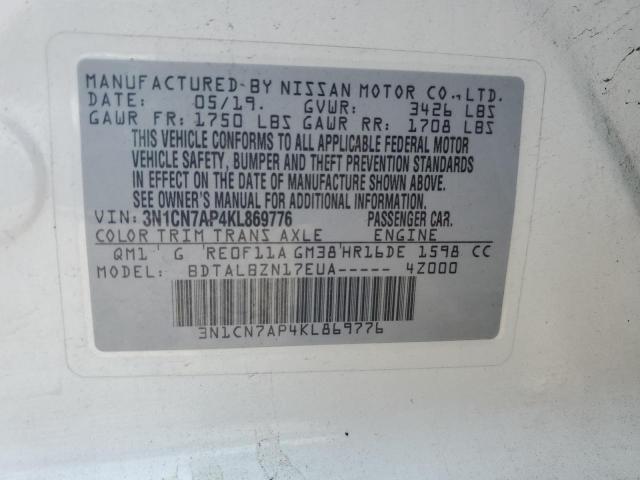 MANUFACTURED BY NISSAN MOTOR CO.,LTD.
DATE: 05/19. GVWR: 3426 LBS
GAWR FR: 1750 LBS GAWR RR: 1708 LBS
THIS VEHICLE CONFORMS TO ALL APPLICABLE FEDERAL MOTOR
VEHICLE SAFETY, BUMPER AND THEFT PREVENTION STANDARDS
IN EFFECT ON THE DATE OF MANUFACTURE SHOWN ABOVE.
SEE OWNER'S MANUAL FOR ADDITIONAL INFORMATION.
VIN: 3N1CN7AP4KL869776 PASSENGER CAR.
COLOR TRIM TRANS AXLE ENGINE
QM1 G RE0F11A GM38 HR16DE 1598 CC
MODEL: BDTALBZN17EUA----- 4Z000
3N1CN7AP4KL869776